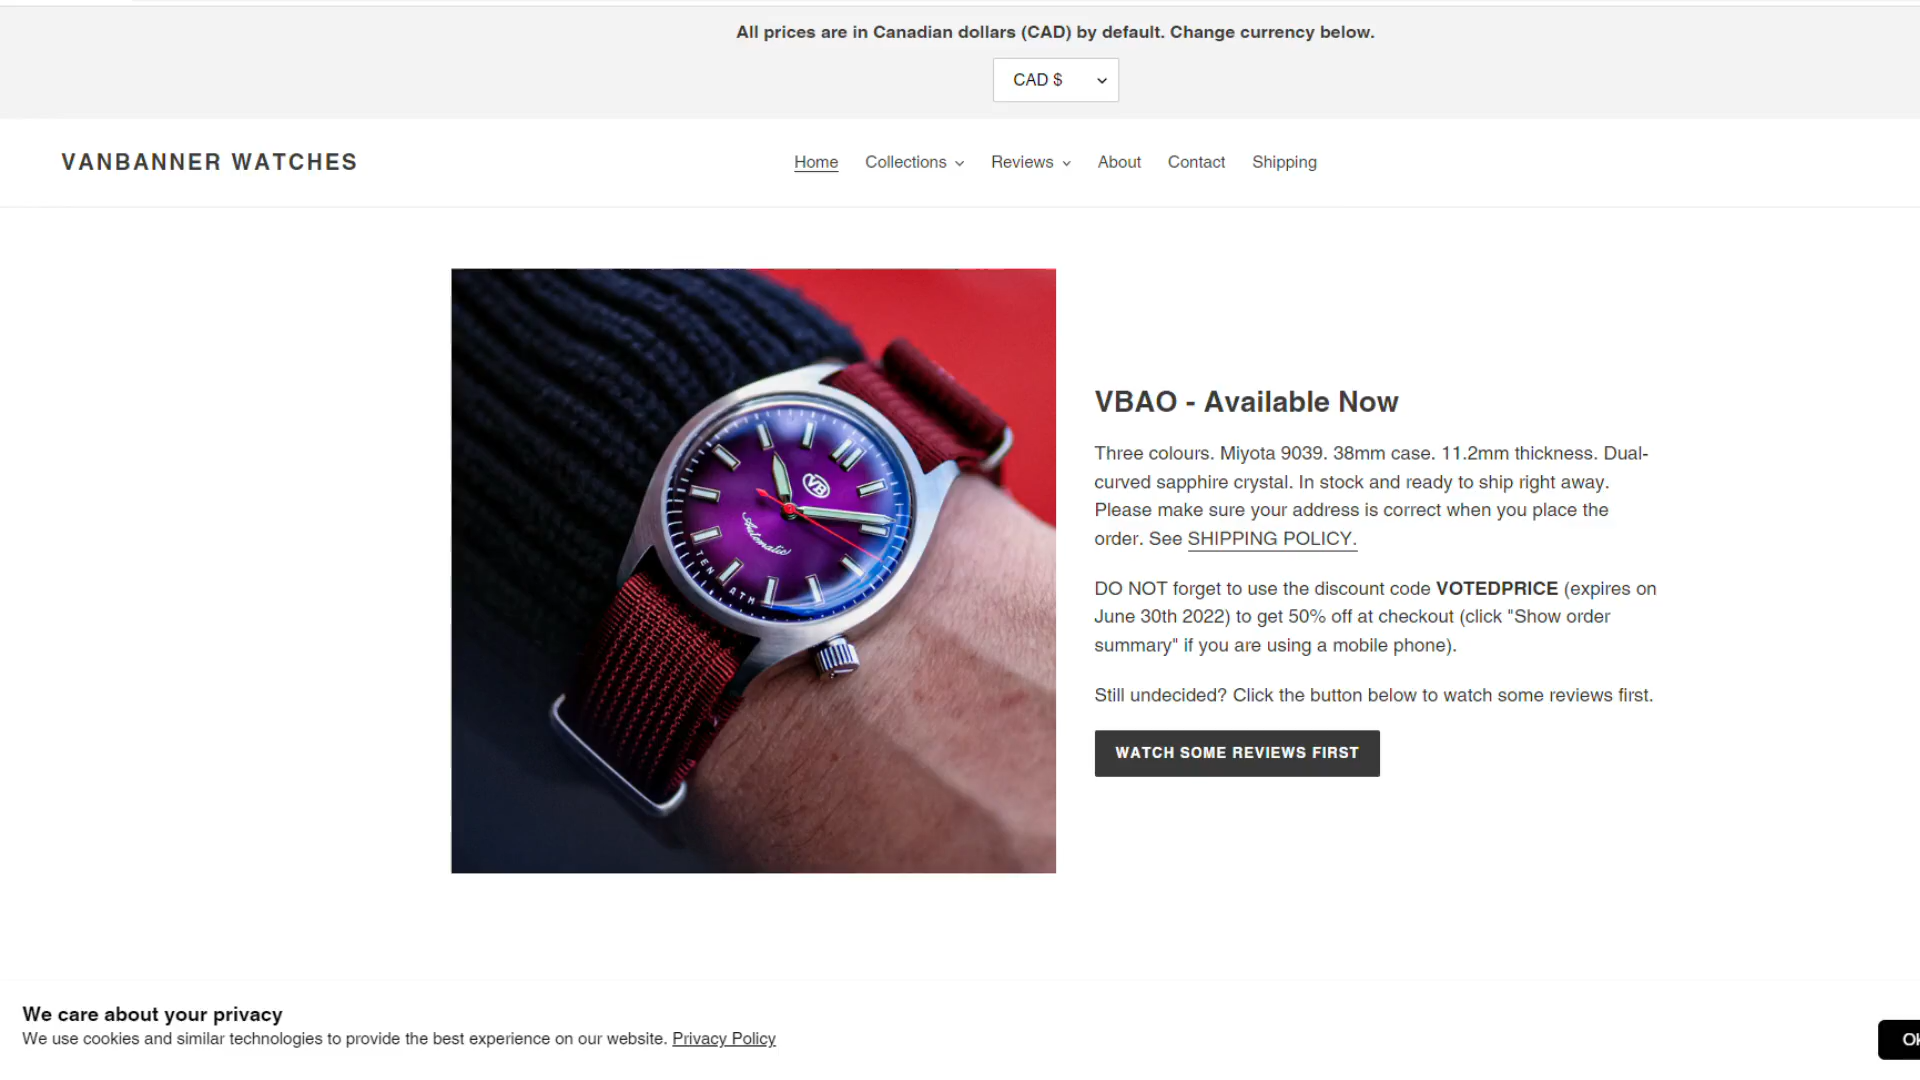 All prices are in Canadian dollars (CAD) by default. Change currency below.
CAD $
VANBANNER WATCHES
Home Collections Reviews About Contact Shipping
VB
Automatic
TEN ATM
VBAO - Available Now
Three colours. Miyota 9039. 38mm case. 11.2mm thickness. Dual-
curved sapphire crystal. In stock and ready to ship right away.
Please make sure your address is correct when you place the
order. See SHIPPING POLICY.
DO NOT forget to use the discount code VOTEDPRICE (expires on
June 30th 2022) to get 50% off at checkout (click "Show order
summary" if you are using a mobile phone).
Still undecided? Click the button below to watch some reviews first.
WATCH SOME REVIEWS FIRST
We care about your privacy
We use cookies and similar technologies to provide the best experience on our website. Privacy Policy